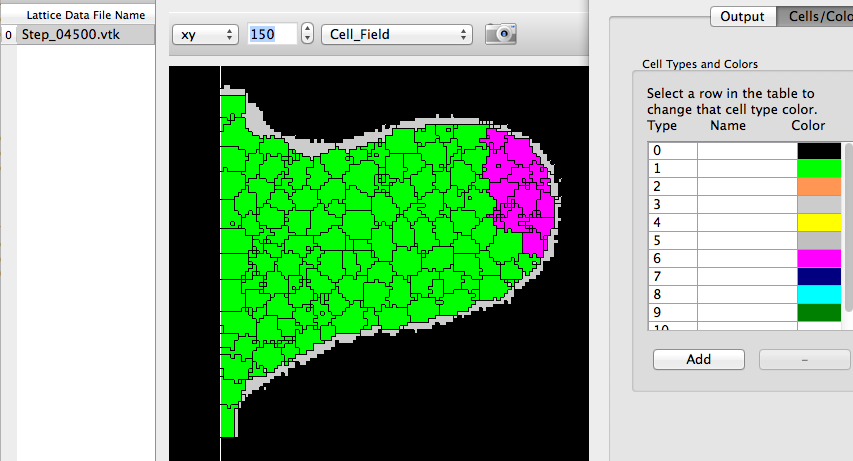 Lattice Data File Name
0 Step_04500.vtk
xy 150 Cell_Field
Output Cells/Colo
Cell Types and Colors
Select a row in the table to
change that cell type color.
Type Name Color
0
1
2
3
4
5
6
7
8
9
10
Add –